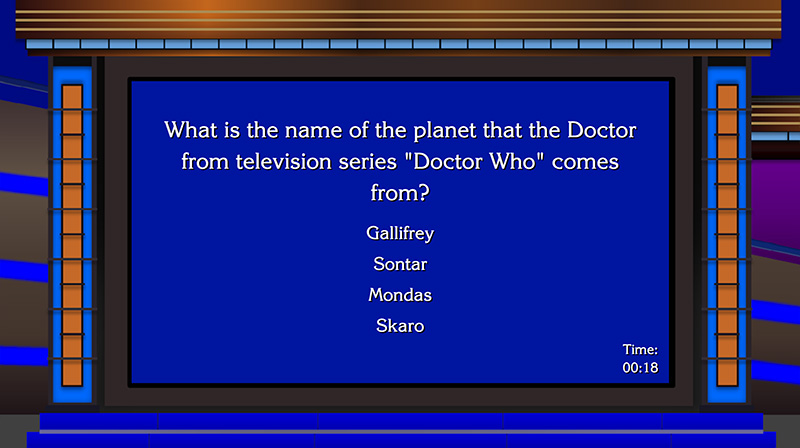 What is the name of the planet that the Doctor
from television series "Doctor Who" comes
from?
Gallifrey
Sontar
Mondas
Skaro
Time:
00:18